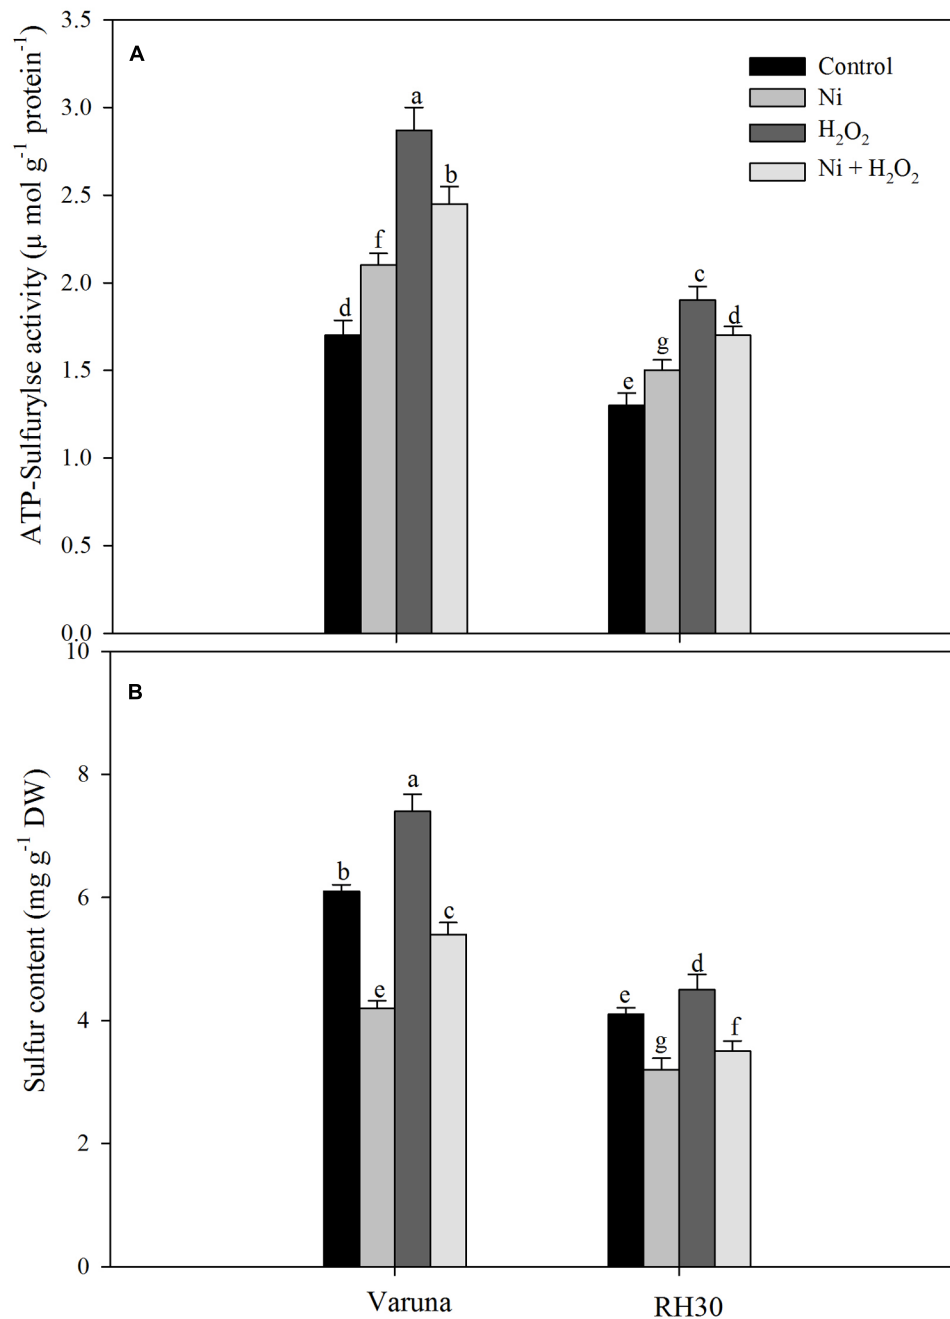 3.5
A
Control
Ni
H₂O₂
Ni + H₂O₂
3.0
2.5
2.0
1.5
1.0
0.5
0.0
ATP-Sulfurylse activity (µ mol g⁻¹ protein⁻¹)
d
f
a
b
e
g
c
d
10
B
8
6
4
2
0
Sulfur content (mg g⁻¹ DW)
b
e
a
c
e
g
d
f
Varuna
RH30